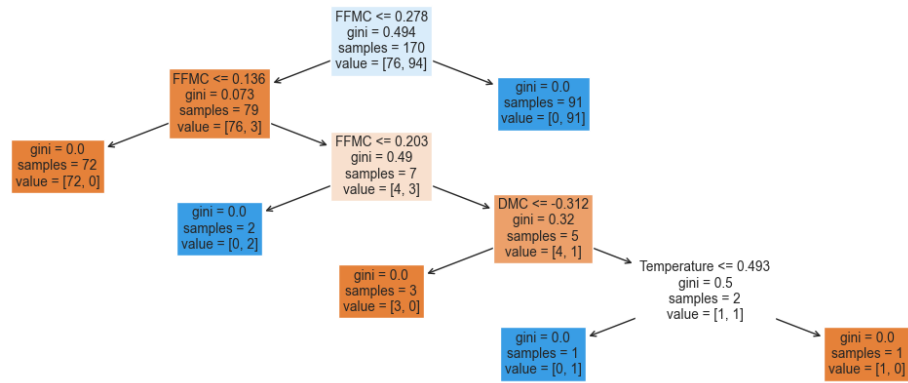 FFMC <= 0.278
gini = 0.494
samples = 170
value = [76, 94]
FFMC <= 0.136
gini = 0.073
samples = 79
value = [76, 3]
gini = 0.0
samples = 91
value = [0, 91]
gini = 0.0
samples = 72
value = [72, 0]
FFMC <= 0.203
gini = 0.49
samples = 7
value = [4, 3]
gini = 0.0
samples = 2
value = [0, 2]
DMC <= -0.312
gini = 0.32
samples = 5
value = [4, 1]
gini = 0.0
samples = 3
value = [3, 0]
Temperature <= 0.493
gini = 0.5
samples = 2
value = [1, 1]
gini = 0.0
samples = 1
value = [0, 1]
gini = 0.0
samples = 1
value = [1, 0]